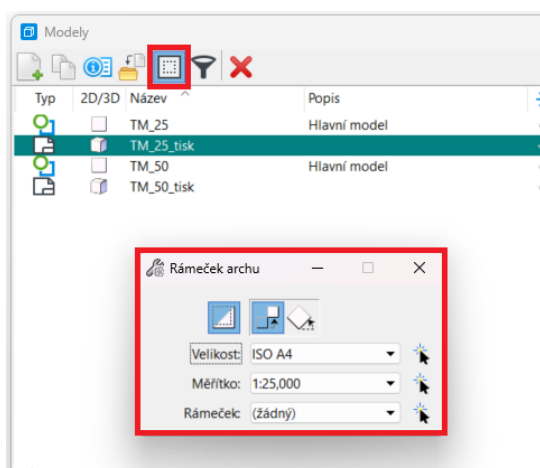 Modely
Typ 2D/3D Název Popis
TM_25 Hlavní model
TM_25_tisk
TM_50 Hlavní model
TM_50_tisk
Rámeček archu
Velikost: ISO A4
Měřítko: 1:25,000
Rámeček: (žádný)